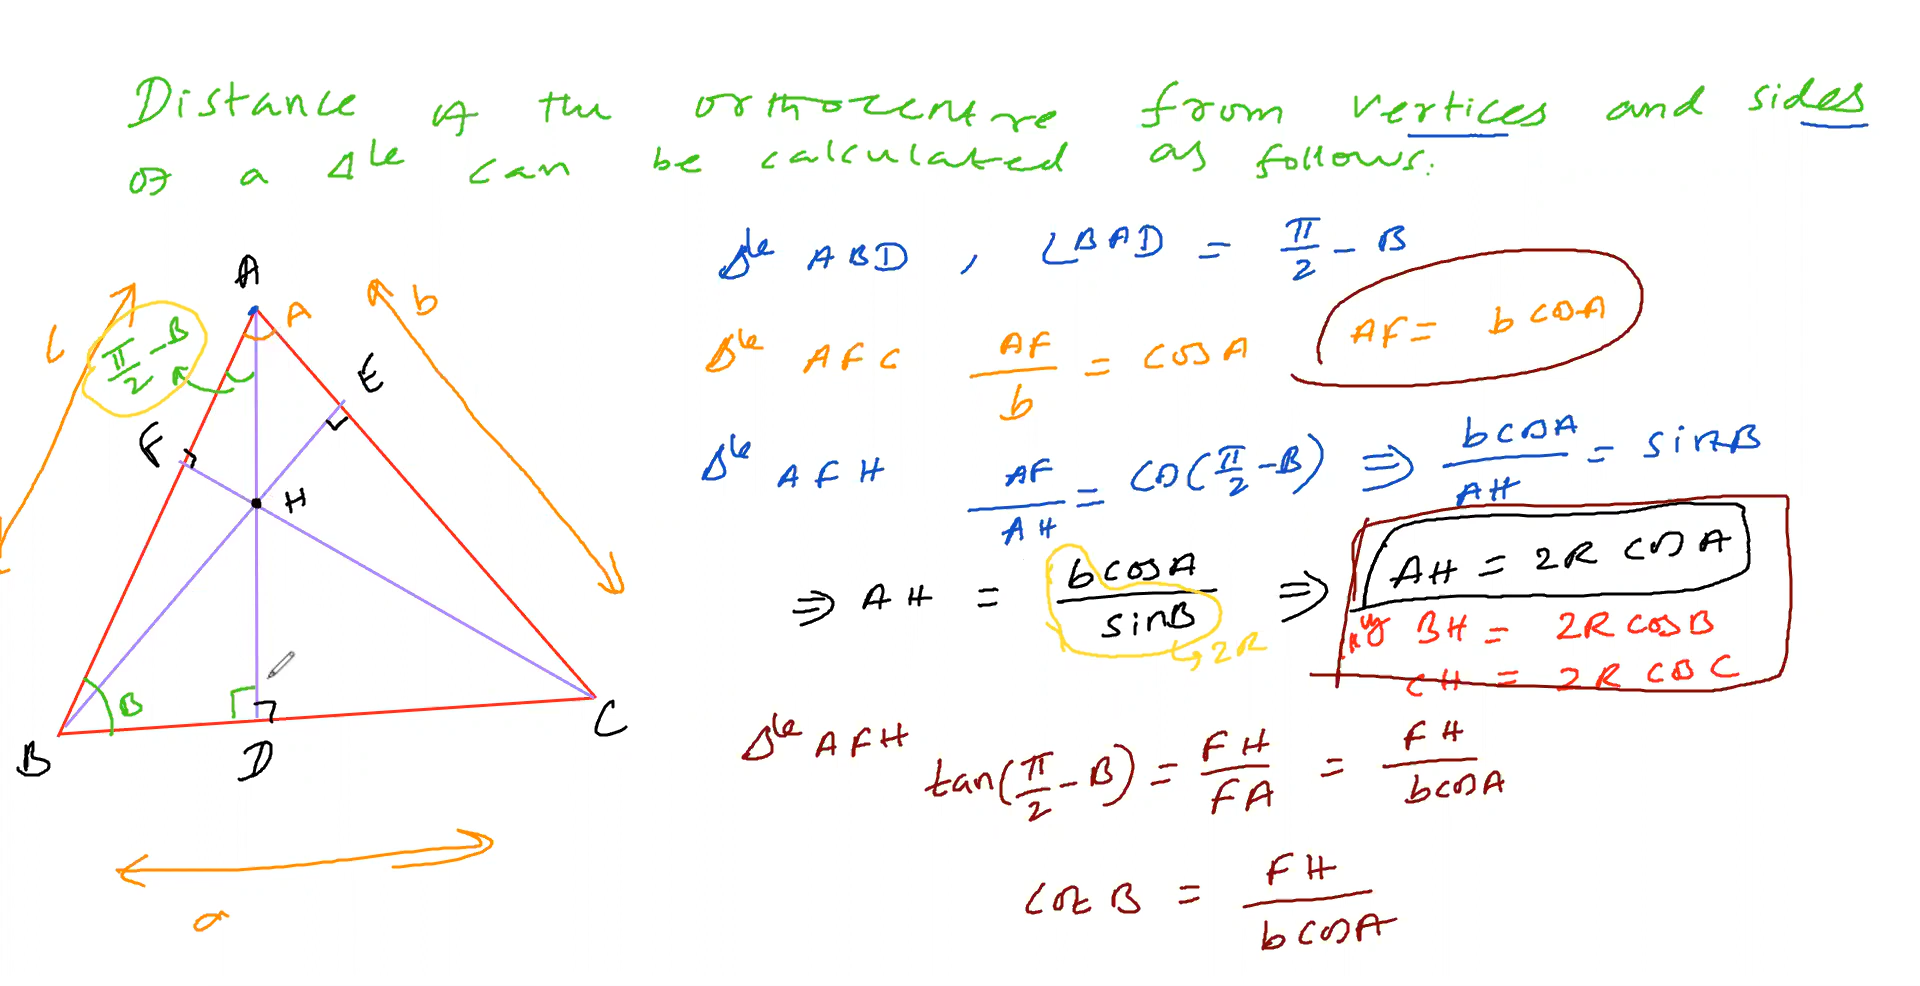 Distance of the orthocentre from vertices and sides
of a Δle can be calculated as follows.
Δle ABD, ∠BAD = π/2 - B
Δle AFC AF/b = cos A AF = b cos A
Δle AFH AF/AH = cos(π/2 - B) ⇒ b cos A/AH = sin B
⇒ AH = b cos A/sin B ⇒ AH = 2R cos A
→ 2R
lly BH = 2R cos B
CH = 2R cos C
Δle AFH tan(π/2 - B) = FH/FA = FH/b cos A
cot B = FH/b cos A
A
A
b
π/2 - B
E
F
H
B
B
D
C
a